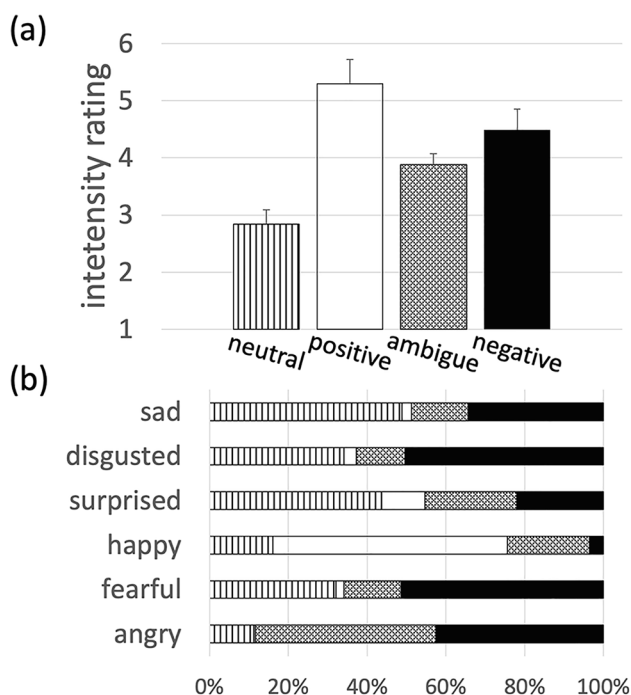 (a)
intetensity rating
6
5
4
3
2
1
neutral positive ambigue negative
(b)
sad
disgusted
surprised
happy
fearful
angry
0% 20% 40% 60% 80% 100%